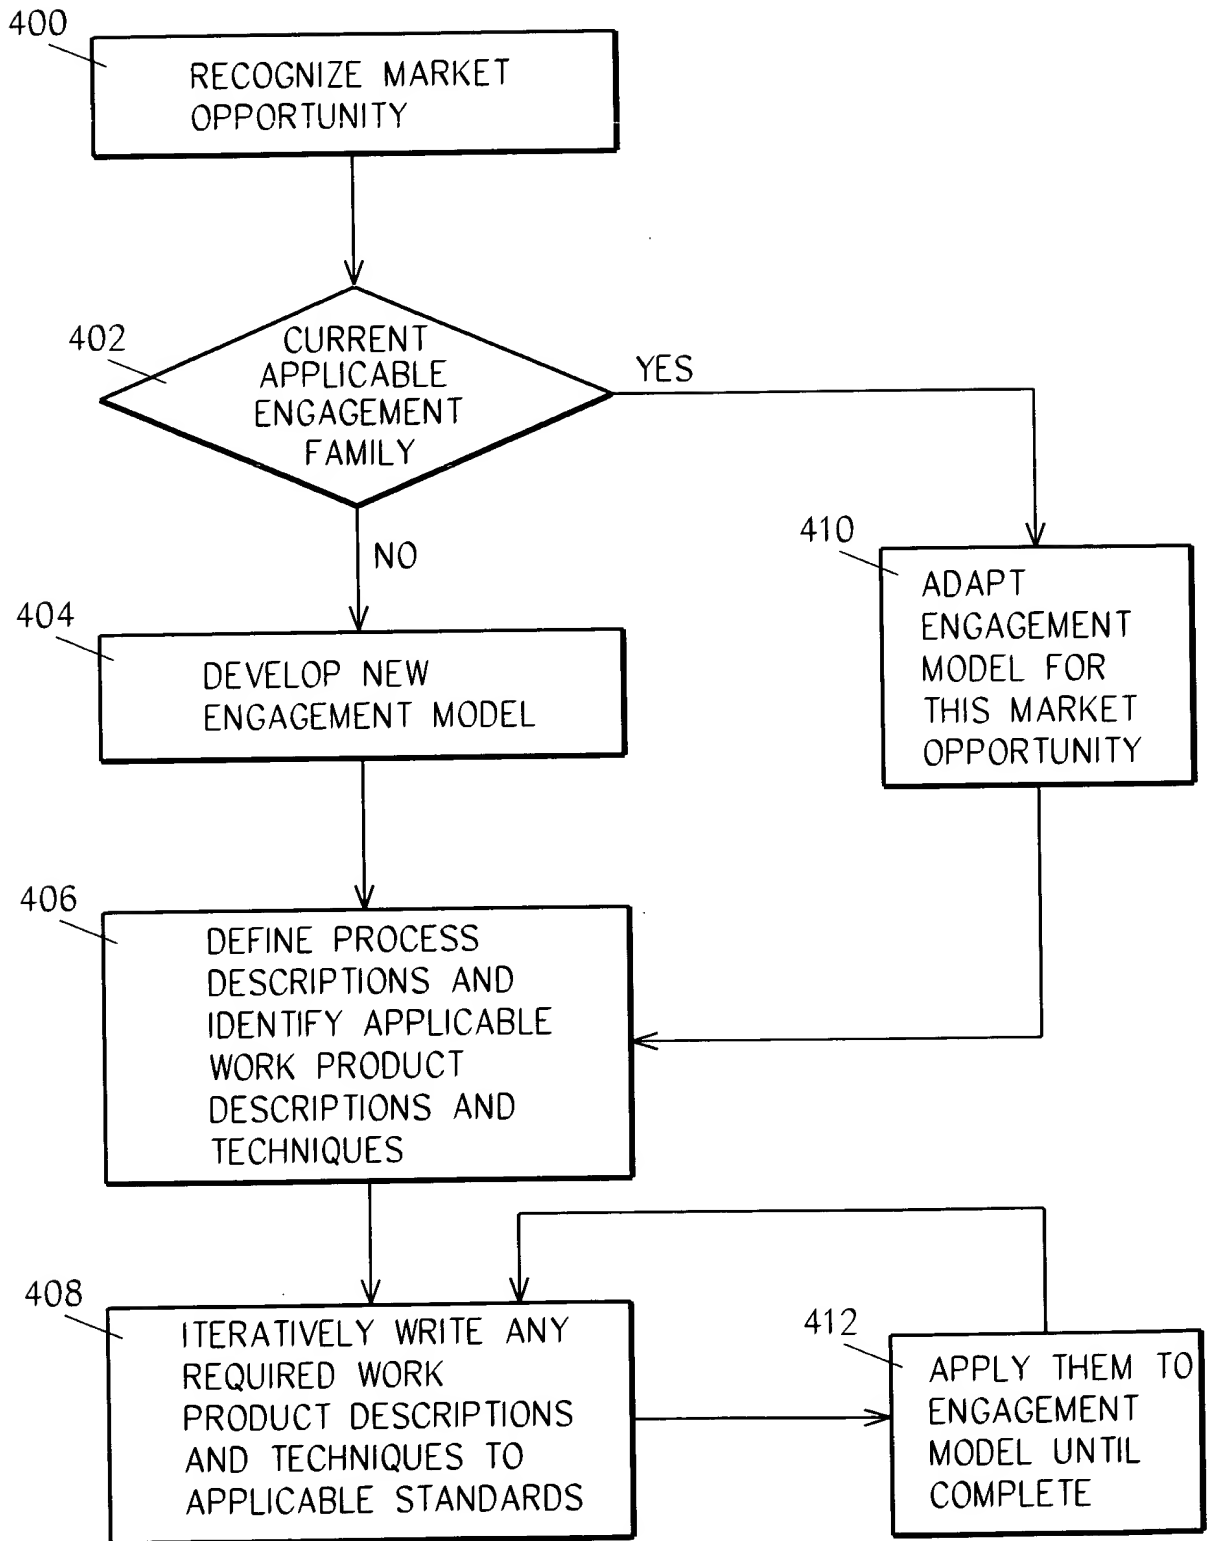 400
RECOGNIZE MARKET
OPPORTUNITY
402
CURRENT
APPLICABLE
ENGAGEMENT
FAMILY
YES
NO
410
ADAPT
ENGAGEMENT
MODEL FOR
THIS MARKET
OPPORTUNITY
404
DEVELOP NEW
ENGAGEMENT MODEL
406
DEFINE PROCESS
DESCRIPTIONS AND
IDENTIFY APPLICABLE
WORK PRODUCT
DESCRIPTIONS AND
TECHNIQUES
408
ITERATIVELY WRITE ANY
REQUIRED WORK
PRODUCT DESCRIPTIONS
AND TECHNIQUES TO
APPLICABLE STANDARDS
412
APPLY THEM TO
ENGAGEMENT
MODEL UNTIL
COMPLETE